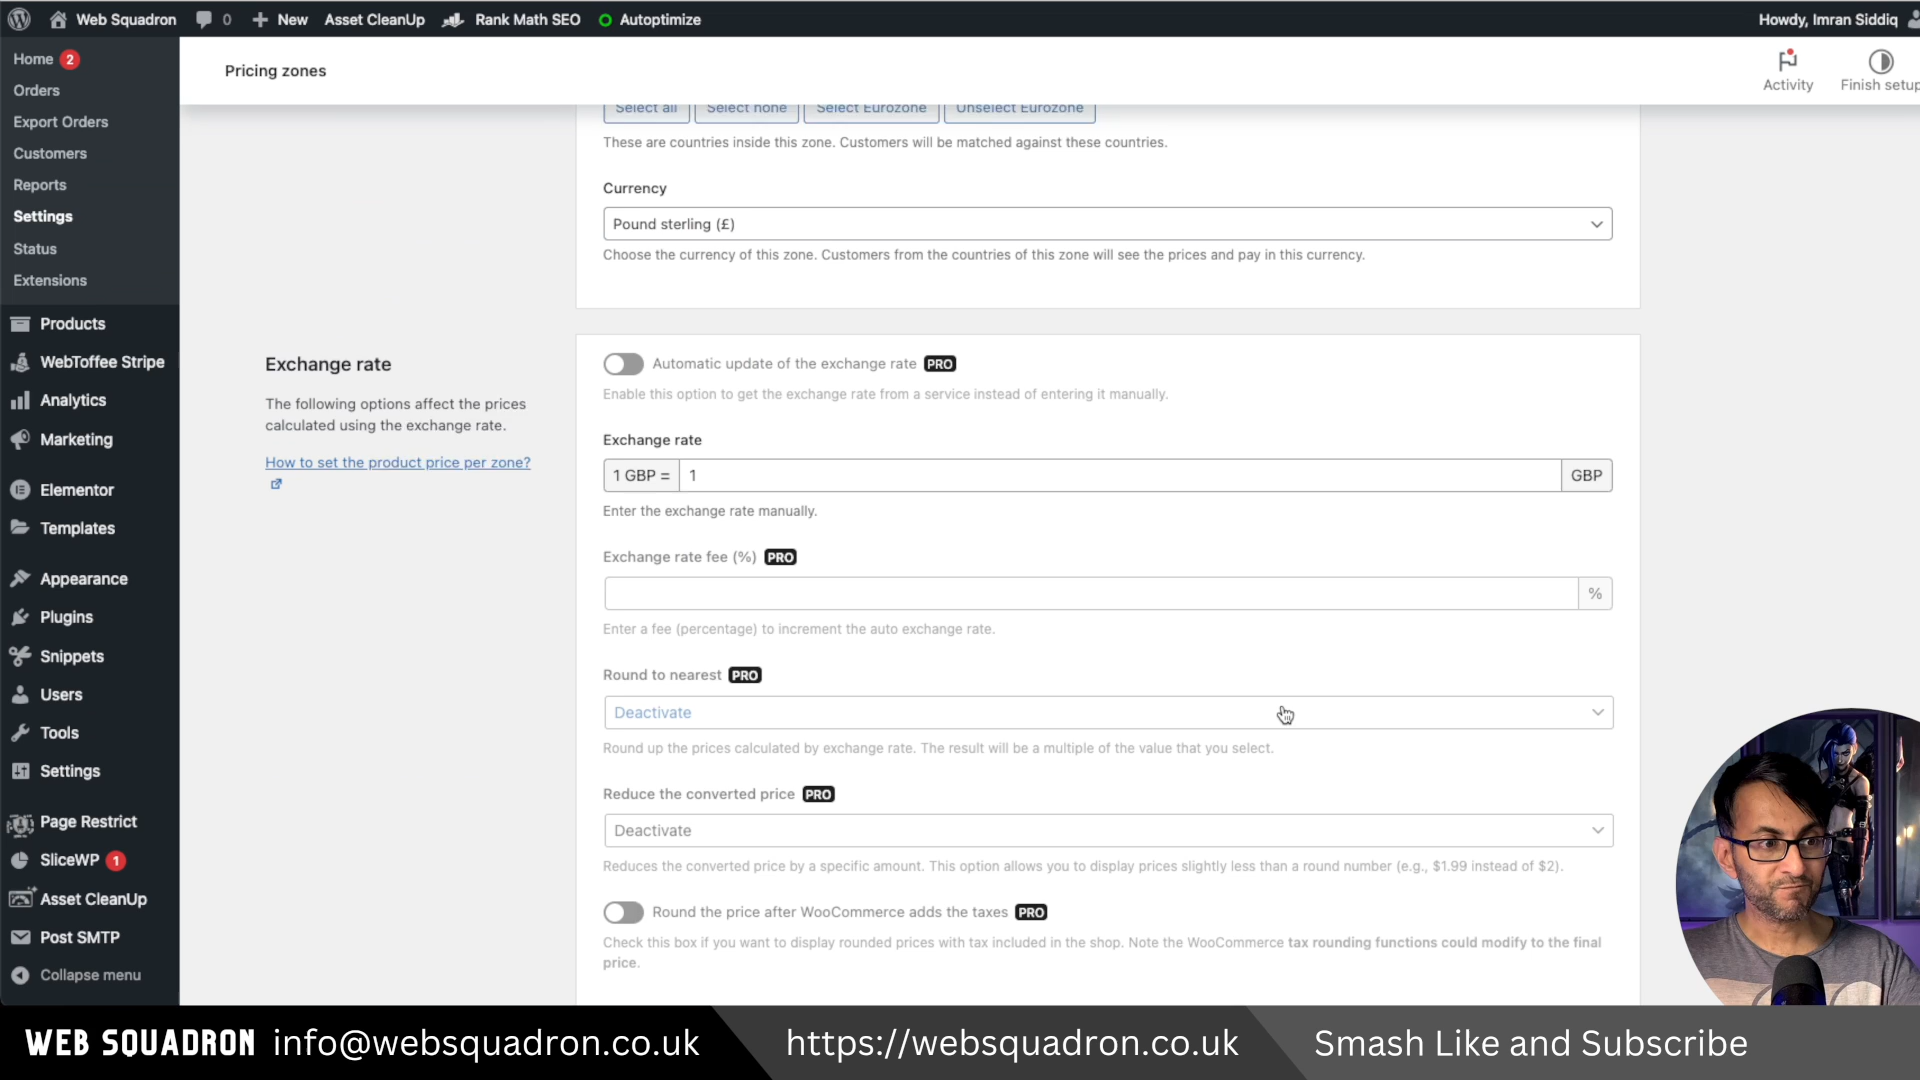 Web Squadron
0
New
Asset CleanUp
Rank Math SEO
Autoptimize
Howdy, Imran Siddiq
Home 2
Orders
Export Orders
Customers
Reports
Settings
Status
Extensions
Products
WebToffee Stripe
Analytics
Marketing
Elementor
Templates
Appearance
Plugins
Snippets
Users
Tools
Settings
Page Restrict
SliceWP 1
Asset CleanUp
Post SMTP
Collapse menu
Pricing zones
Activity
Finish setup
Select all
Select none
Select Eurozone
Unselect Eurozone
These are countries inside this zone. Customers will be matched against these countries.
Currency
Pound sterling (£)
Choose the currency of this zone. Customers from the countries of this zone will see the prices and pay in this currency.
Exchange rate
The following options affect the prices
calculated using the exchange rate.
How to set the product price per zone?
Automatic update of the exchange rate PRO
Enable this option to get the exchange rate from a service instead of entering it manually.
Exchange rate
1 GBP = 1 GBP
Enter the exchange rate manually.
Exchange rate fee (%) PRO
%
Enter a fee (percentage) to increment the auto exchange rate.
Round to nearest PRO
Deactivate
Round up the prices calculated by exchange rate. The result will be a multiple of the value that you select.
Reduce the converted price PRO
Deactivate
Reduces the converted price by a specific amount. This option allows you to display prices slightly less than a round number (e.g., $1.99 instead of $2).
Round the price after WooCommerce adds the taxes PRO
Check this box if you want to display rounded prices with tax included in the shop. Note the WooCommerce tax rounding functions could modify to the final
price.
WEB SQUADRON info@websquadron.co.uk
https://websquadron.co.uk
Smash Like and Subscribe